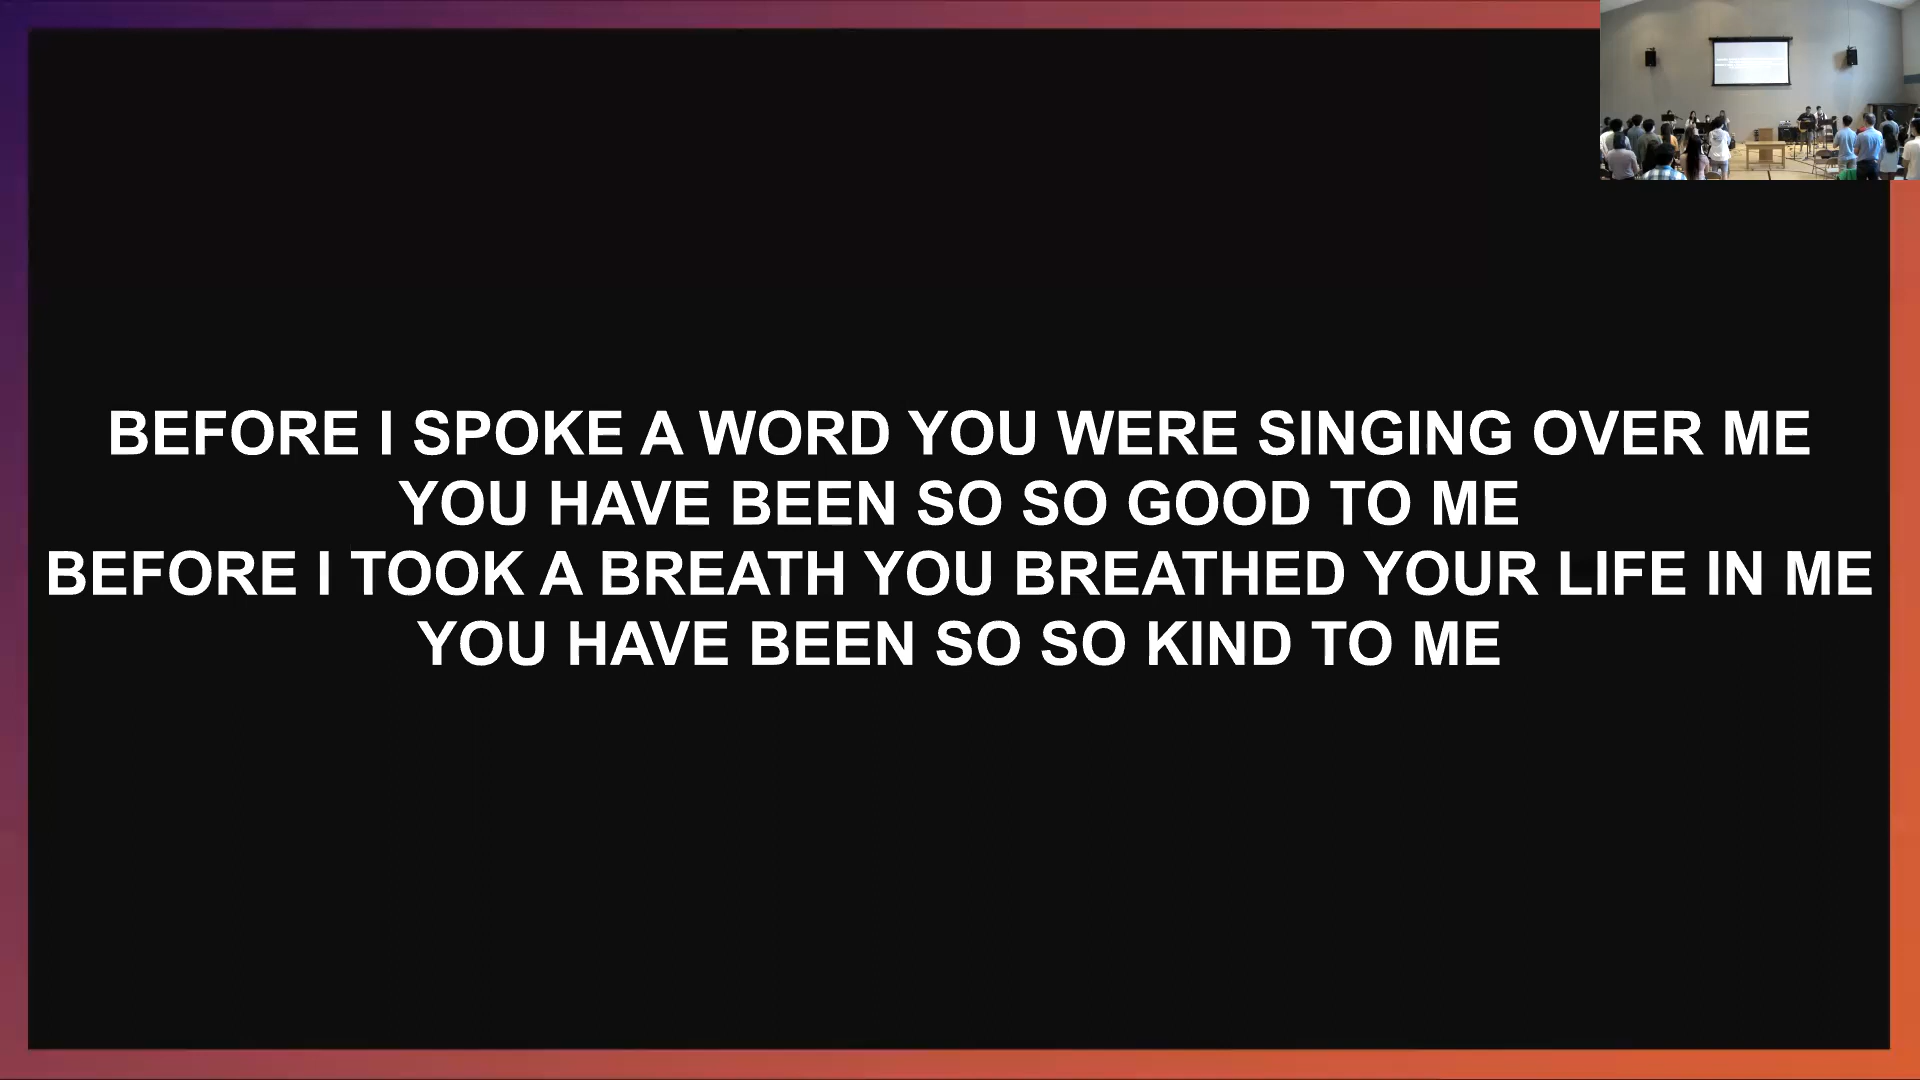 BEFORE I SPOKE A WORD YOU WERE SINGING OVER ME
YOU HAVE BEEN SO SO GOOD TO ME
BEFORE I TOOK A BREATH YOU BREATHED YOUR LIFE IN ME
YOU HAVE BEEN SO SO KIND TO ME